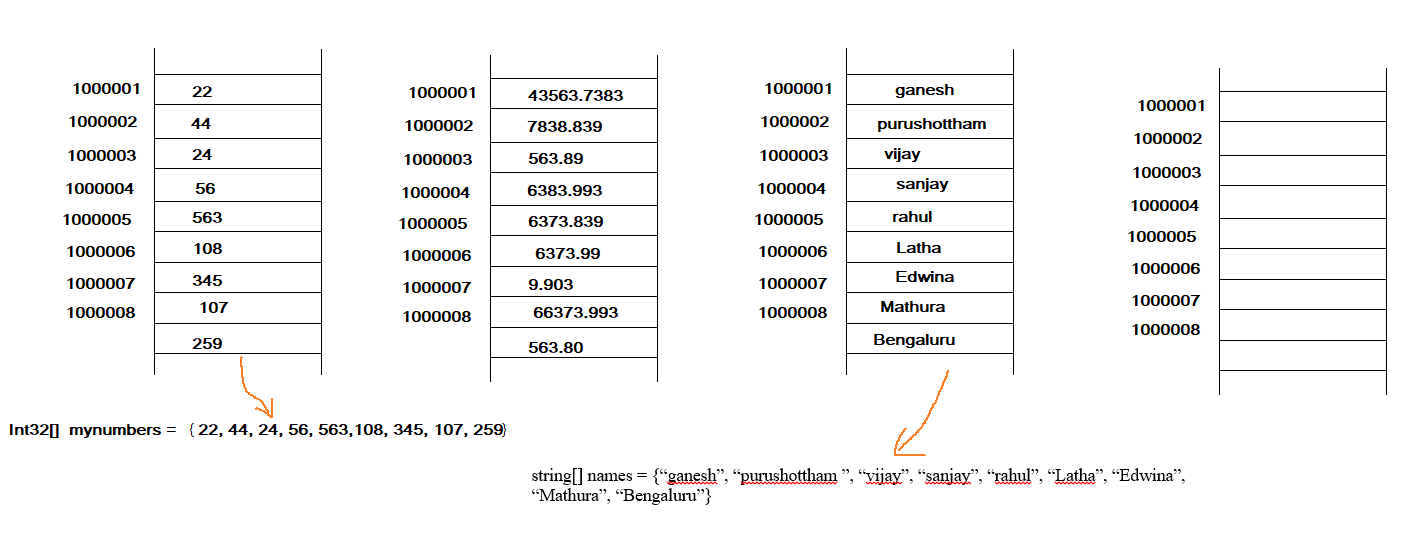 1000001 22
1000002 44
1000003 24
1000004 56
1000005 563
1000006 108
1000007 345
1000008 107
259
1000001 43563.7383
1000002 7838.839
1000003 563.89
1000004 6383.993
1000005 6373.839
1000006 6373.99
1000007 9.903
1000008 66373.993
563.80
1000001 ganesh
1000002 purushottham
1000003 vijay
1000004 sanjay
1000005 rahul
1000006 Latha
1000007 Edwina
1000008 Mathura
Bengaluru
1000001
1000002
1000003
1000004
1000005
1000006
1000007
1000008
Int32[] mynumbers = { 22, 44, 24, 56, 563,108, 345, 107, 259}
string[] names = {“ganesh”, “purushottham ”, “vijay”, “sanjay”, “rahul”, “Latha”, “Edwina”,
“Mathura”, “Bengaluru”}